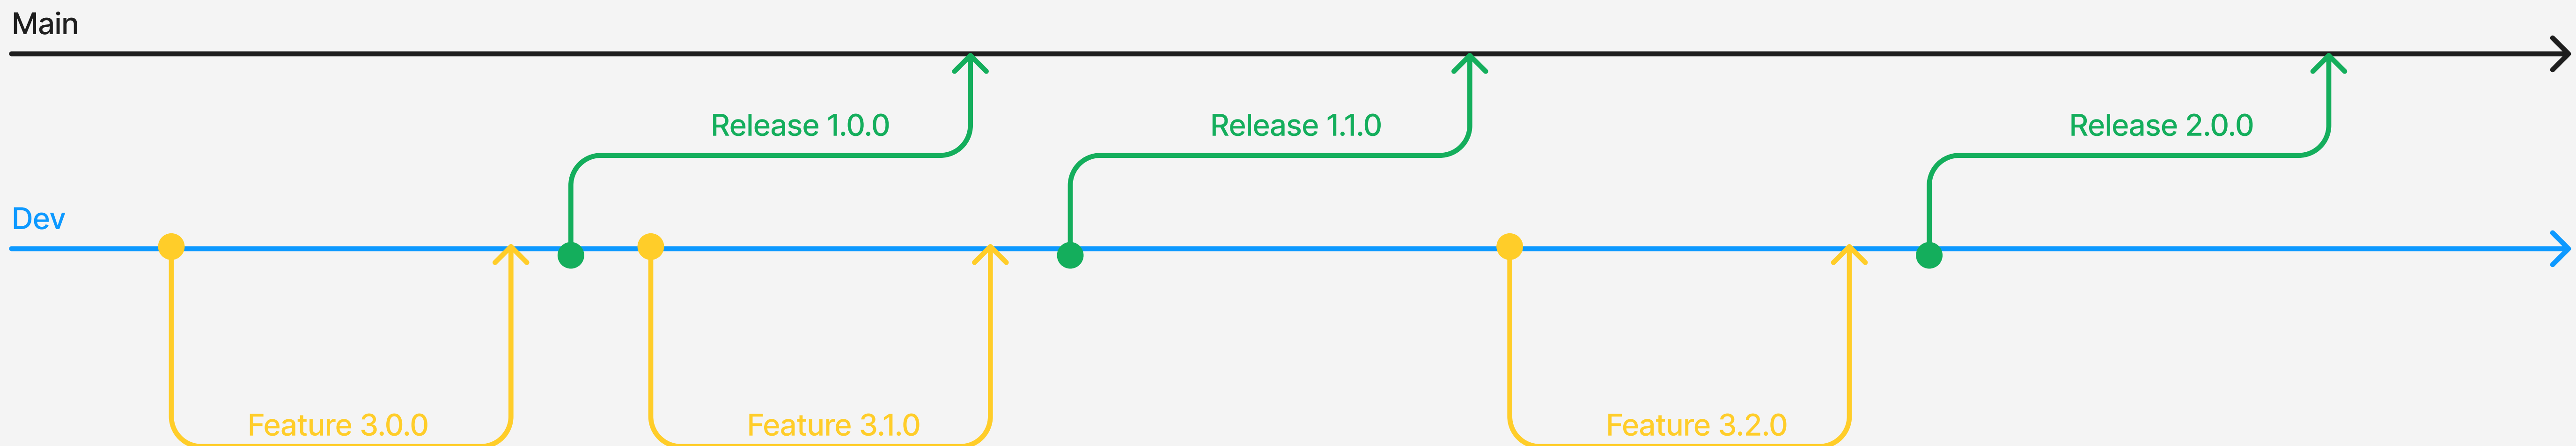 Main
Release 1.0.0
Release 1.1.0
Release 2.0.0
Dev
Feature 3.0.0
Feature 3.1.0
Feature 3.2.0